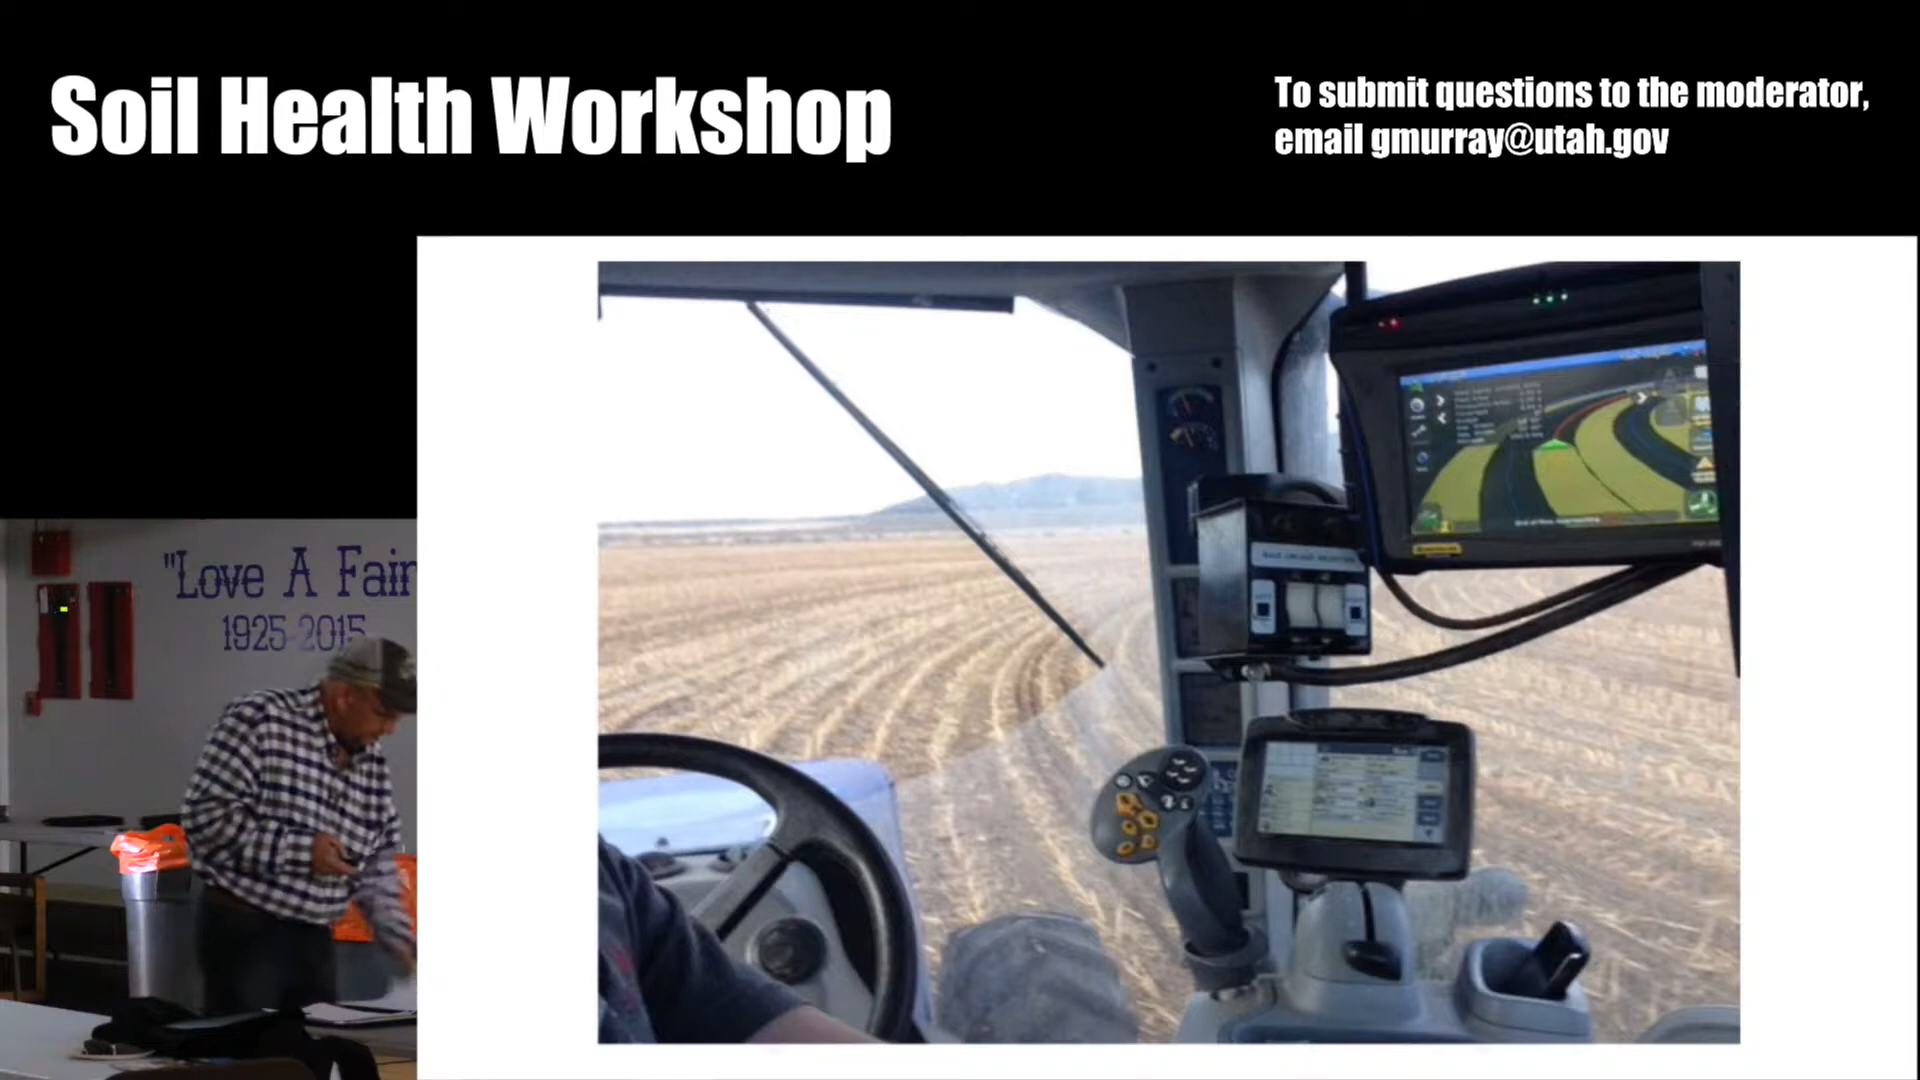 Soil Health Workshop
To submit questions to the moderator,
email gmurray@utah.gov
"Love A Fair
1925-2015